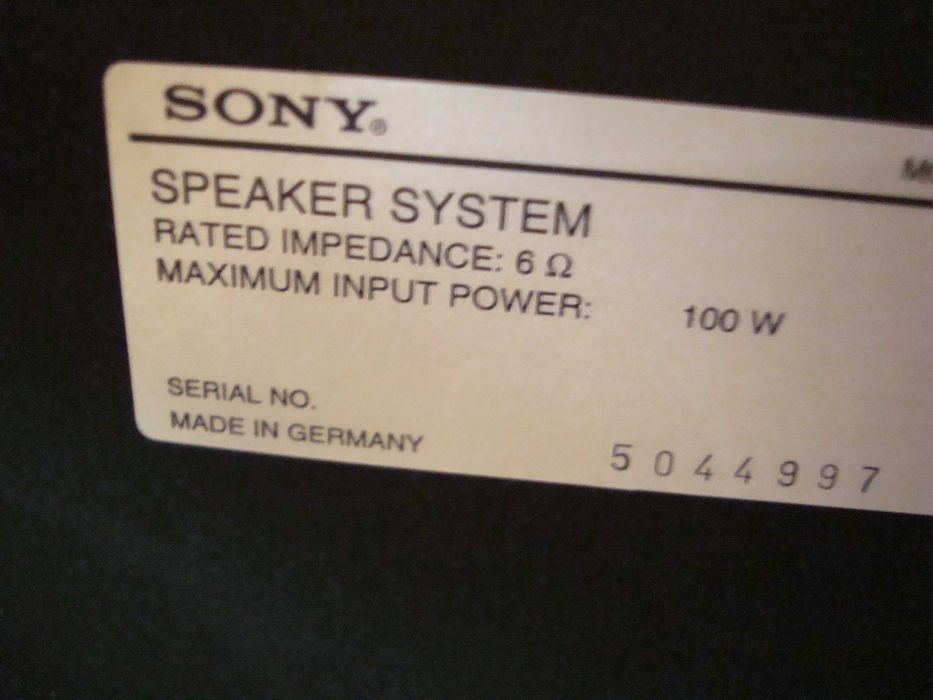 SONY®
SPEAKER SYSTEM
RATED IMPEDANCE: 6 Ω
MAXIMUM INPUT POWER: 100 W
SERIAL NO.
MADE IN GERMANY
5044997